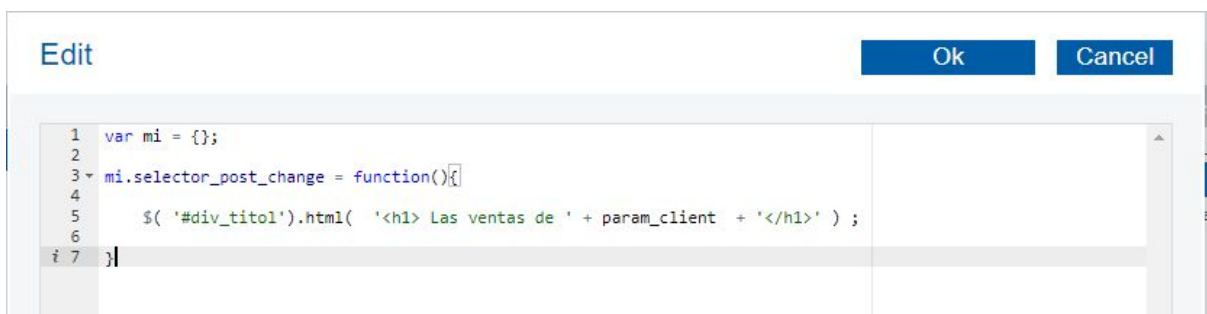 Edit
Ok Cancel
1 var mi = {};
2
3 mi.selector_post_change = function(){
4
5 $( '#div_titol').html( '<h1> Las ventas de ' + param_client + '</h1>' ) ;
6
i 7 }